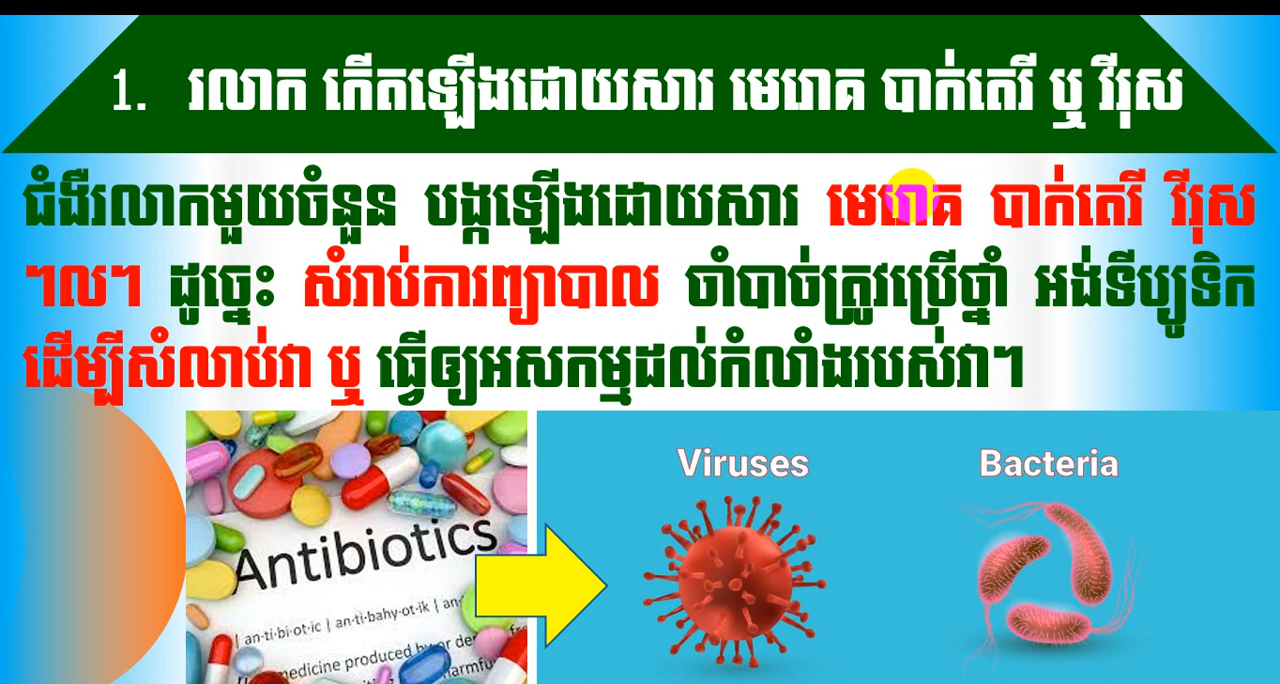 1. រលាក កើតឡើងដោយសារ មេរោគ បាក់តេរី ឬ វីរុស
ជំងឺរលាកមួយចំនួន បង្កឡើងដោយសារ មេរោគ បាក់តេរី វីរុស
ៗលៗ ដូច្នេះ សំរាប់ការព្យាបាល ចាំបាច់ត្រូវប្រើថ្នាំ អង់ទីប្យូទិក
ដើម្បីសំលាប់វា ឬ ធ្វើឲ្យអសកម្មដល់កំលាំងរបស់វា។
Viruses
Bacteria
Antibiotics
| an·ti·bi·ot·ic | an·ti·bahy·ot·ik | an
medicine produced by or
harmfu